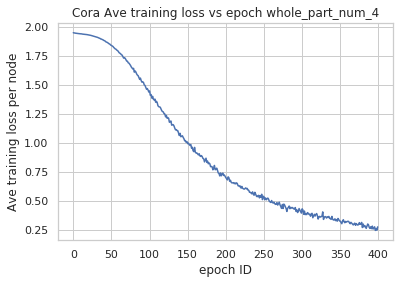 Cora Ave training loss vs epoch whole_part_num_4
Ave training loss per node
2.00
1.75
1.50
1.25
1.00
0.75
0.50
0.25
0 50 100 150 200 250 300 350 400
epoch ID